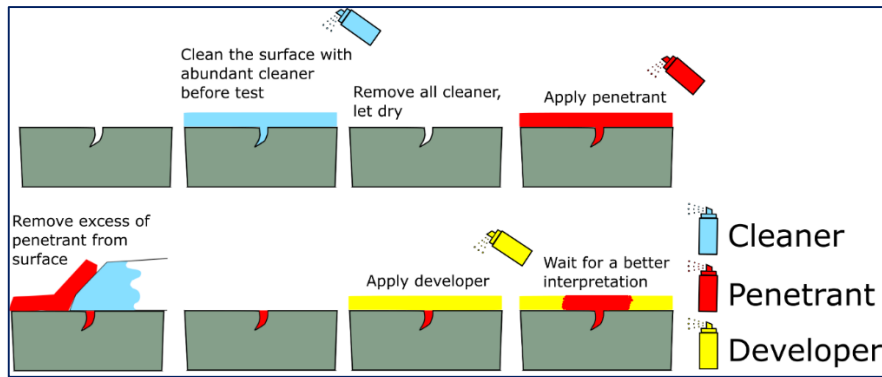 Clean the surface with
abundant cleaner
before test
Remove all cleaner,
let dry
Apply penetrant
Remove excess of
penetrant from
surface
Apply developer
Wait for a better
interpretation
Cleaner
Penetrant
Developer